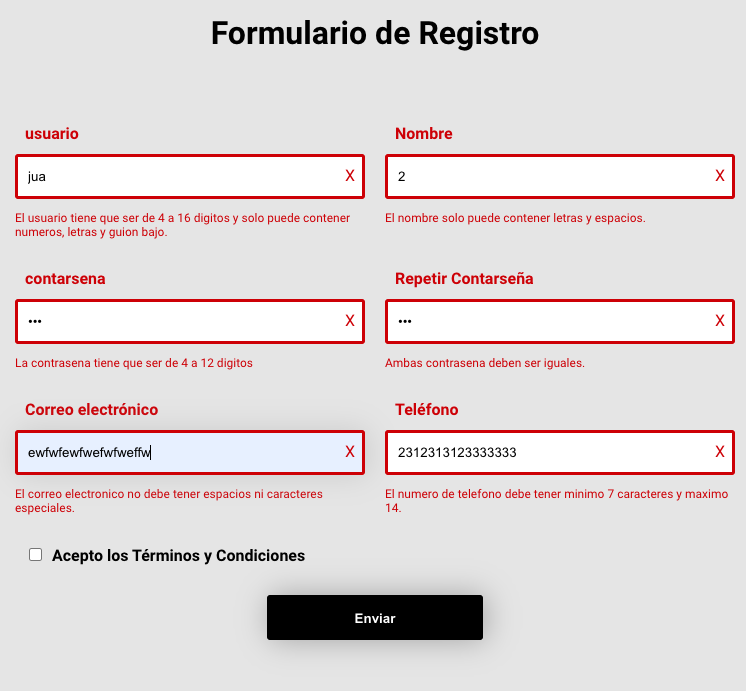 Formulario de Registro
usuario
Nombre
jua X
2 X
El usuario tiene que ser de 4 a 16 digitos y solo puede contener
numeros, letras y guion bajo.
El nombre solo puede contener letras y espacios.
contarsena
Repetir Contarseña
••• X
••• X
La contrasena tiene que ser de 4 a 12 digitos
Ambas contrasena deben ser iguales.
Correo electrónico
Teléfono
ewfwfewfwefwfweffw X
2312313123333333 X
El correo electronico no debe tener espacios ni caracteres
especiales.
El numero de telefono debe tener minimo 7 caracteres y maximo
14.
Acepto los Términos y Condiciones
Enviar